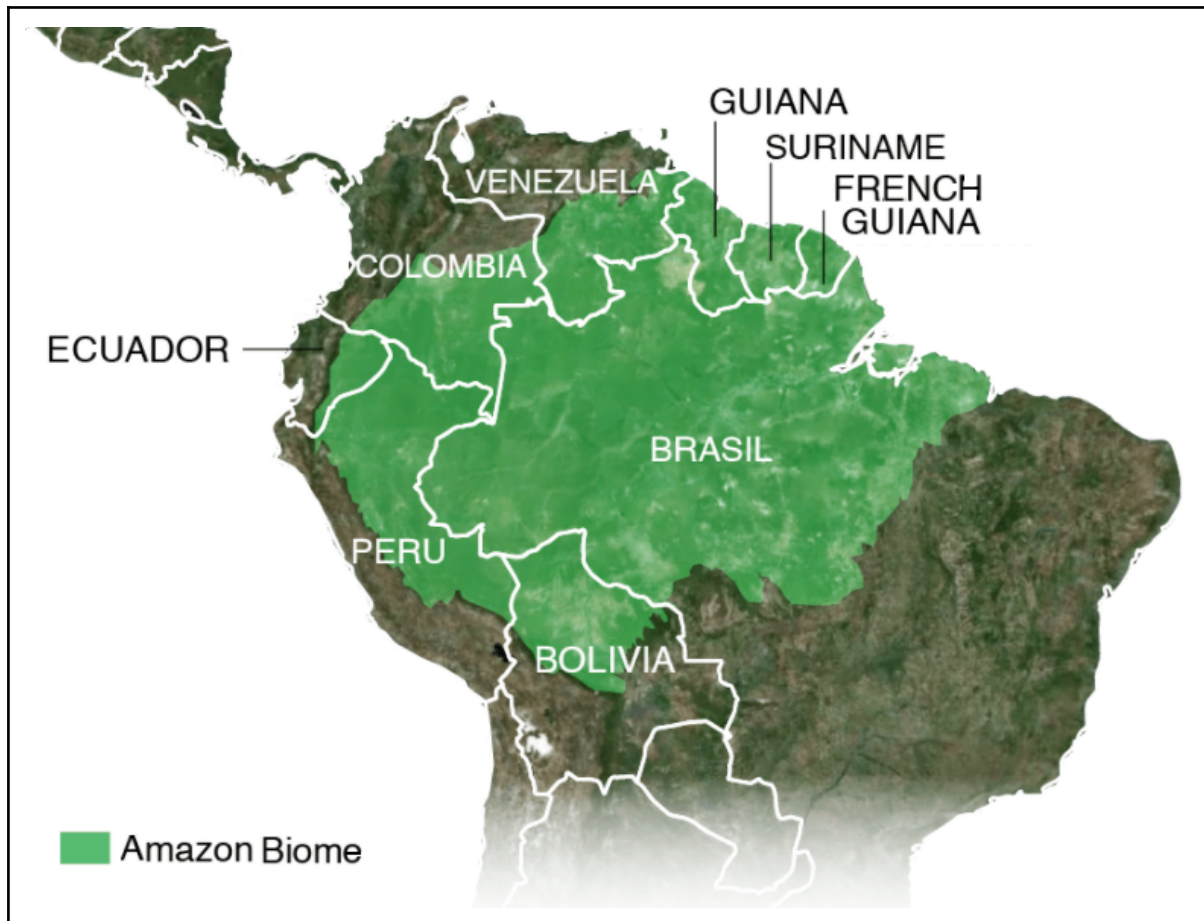 GUIANA
SURINAME
FRENCH
GUIANA
VENEZUELA
COLOMBIA
ECUADOR
BRASIL
PERU
BOLIVIA
Amazon Biome